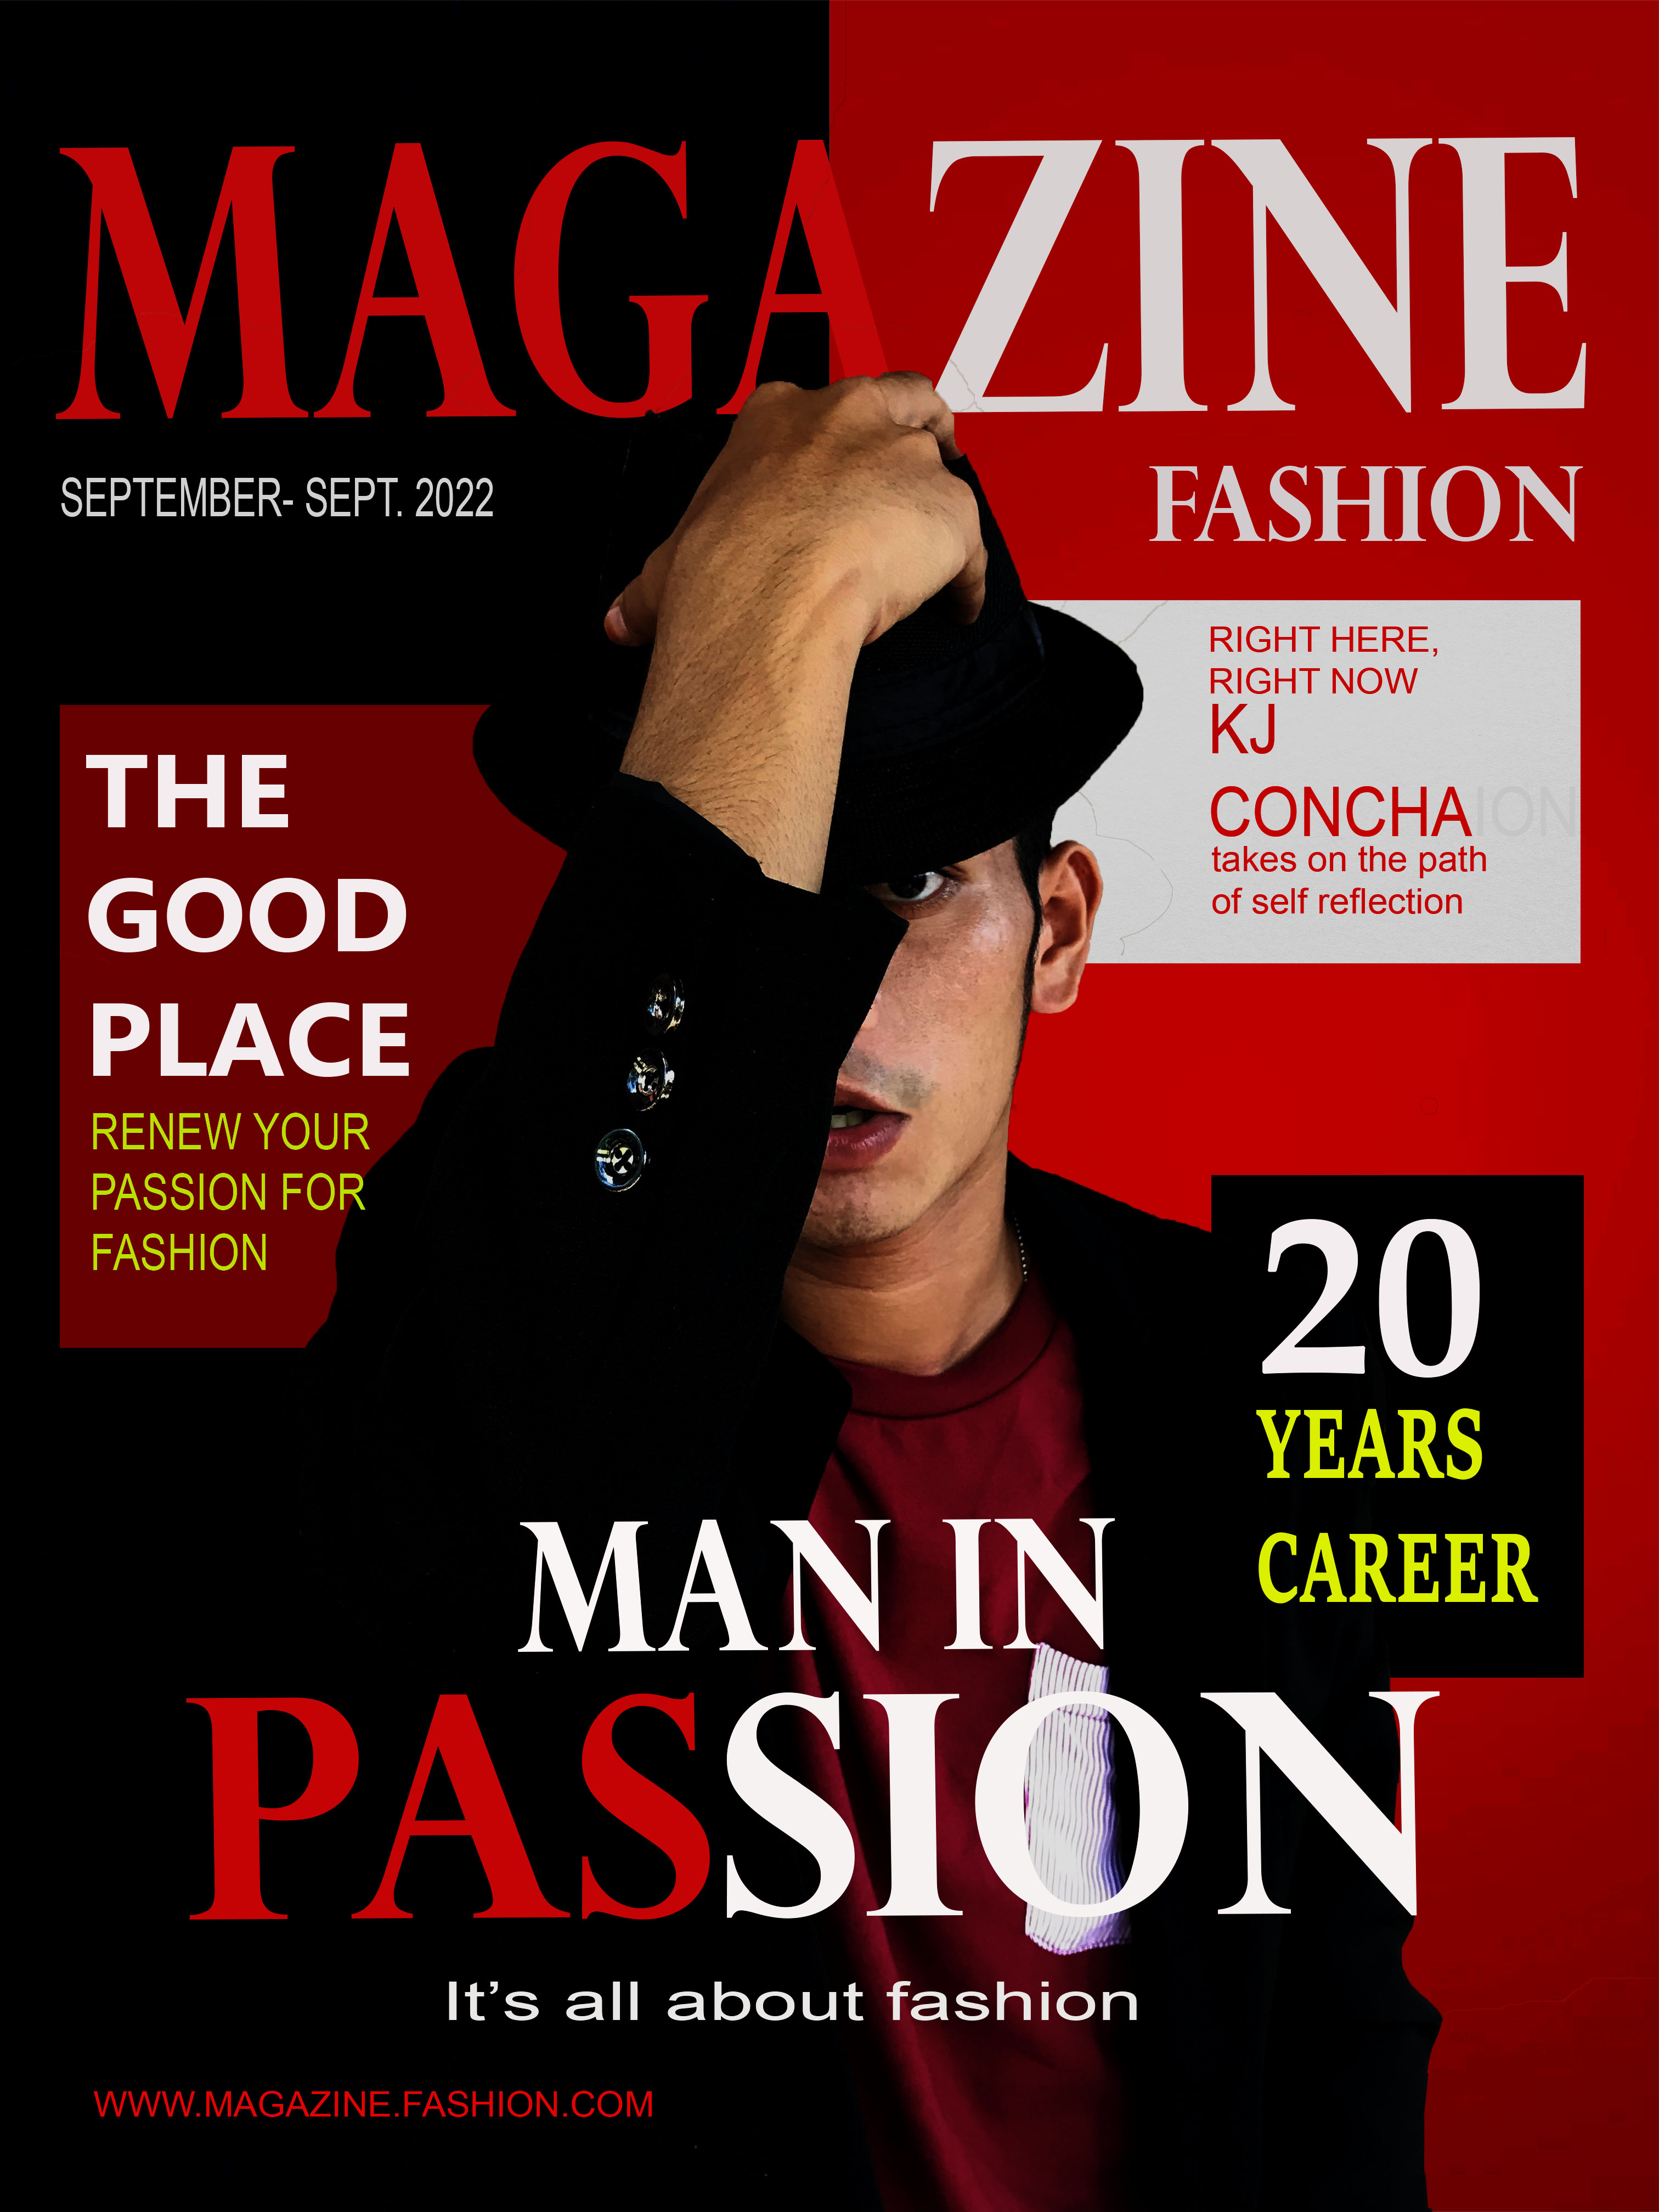 MAGAZINE
SEPTEMBER- SEPT. 2022
FASHION
RIGHT HERE,
RIGHT NOW
KJ
CONCHAION
takes on the path
of self reflection
THE
GOOD
PLACE
RENEW YOUR
PASSION FOR
FASHION
20
YEARS
CAREER
MAN IN
PASSION
It’s all about fashion
WWW.MAGAZINE.FASHION.COM